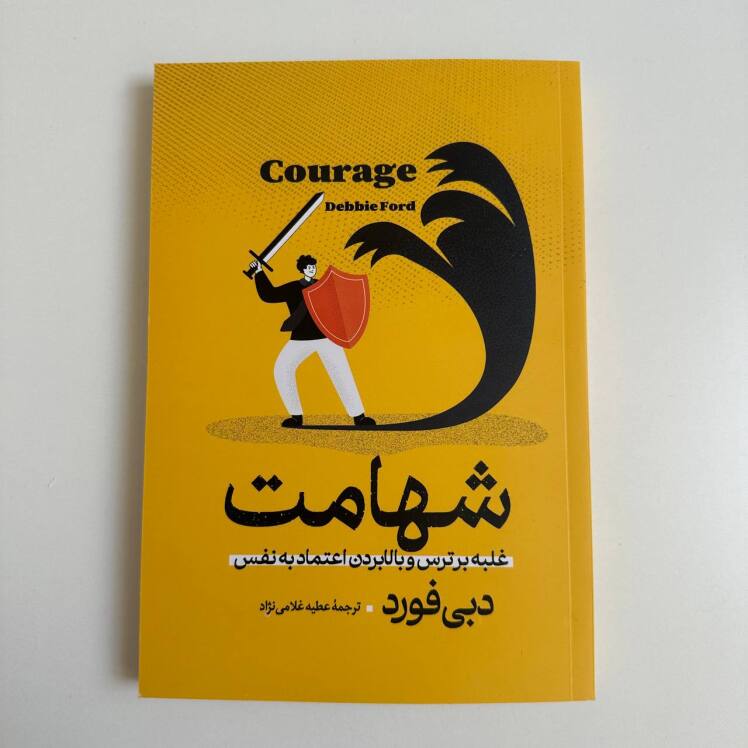 Courage
Debbie Ford
شهامت
غلبه بر ترس و بالابردن اعتماد به نفس
دبی فورد ▪ ترجمهٔ عطیه غلامی‌نژاد